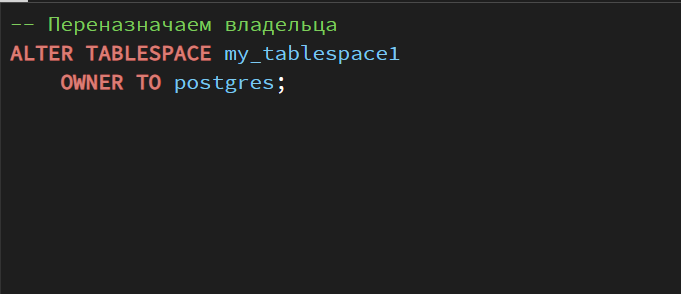 -- Переназначаем владельца
ALTER TABLESPACE my_tablespace1
OWNER TO postgres;